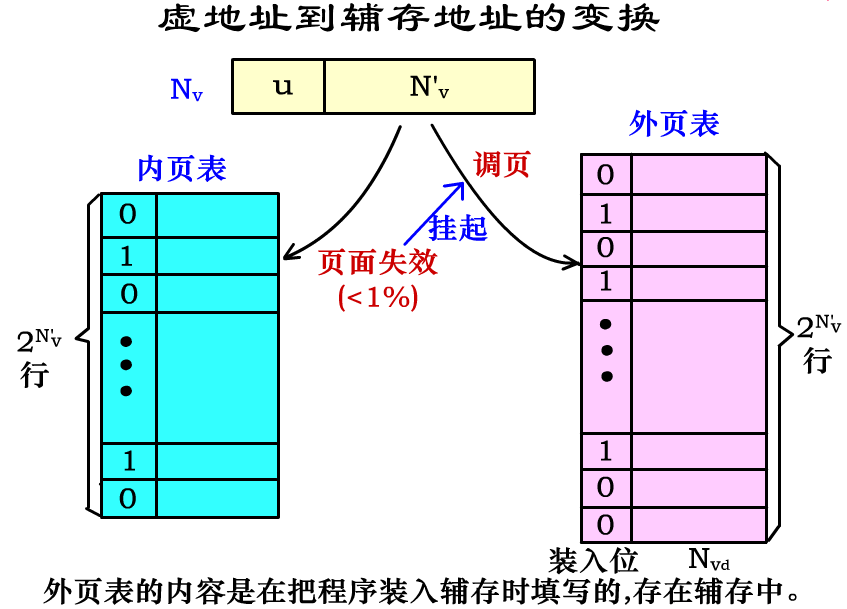 虚地址到辅存地址的变换
Nv u N'v
外页表
内页表
调页
挂起
页面失效
(<1%)
0
1
0
1
0
2^N'v
行
0
1
0
1
1
0
0
2^N'v
行
装入位 Nvd
外页表的内容是在把程序装入辅存时填写的,存在辅存中。